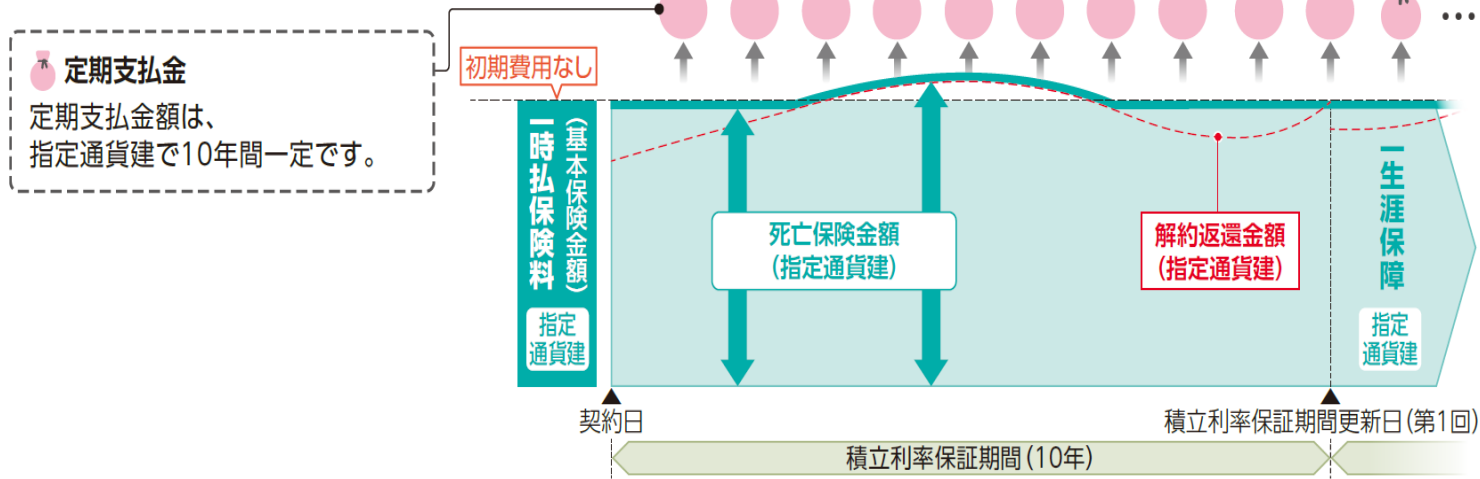 定期支払金
定期支払金額は、
指定通貨建で10年間一定です。
初期費用なし
…
一時払保険料
(基本保険金額)
指定
通貨建
死亡保険金額
(指定通貨建)
解約返還金額
(指定通貨建)
一生涯保障
指定
通貨建
契約日
積立利率保証期間更新日(第1回)
積立利率保証期間(10年)